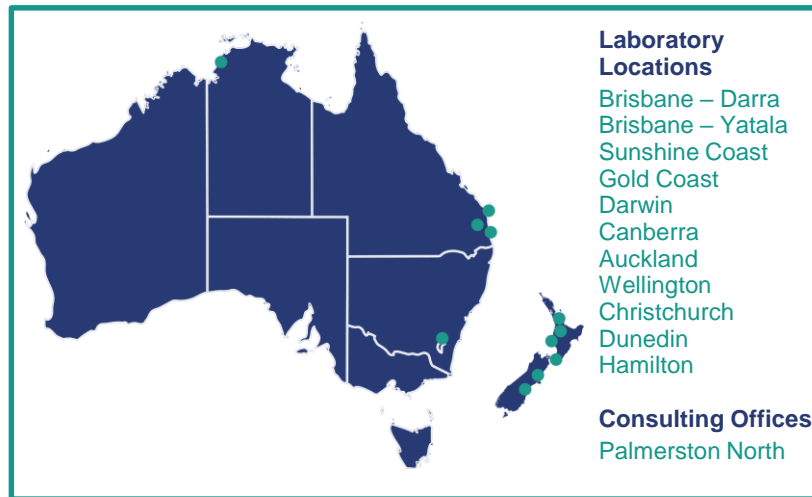 Laboratory
Locations
Brisbane – Darra
Brisbane – Yatala
Sunshine Coast
Gold Coast
Darwin
Canberra
Auckland
Wellington
Christchurch
Dunedin
Hamilton
Consulting Offices
Palmerston North